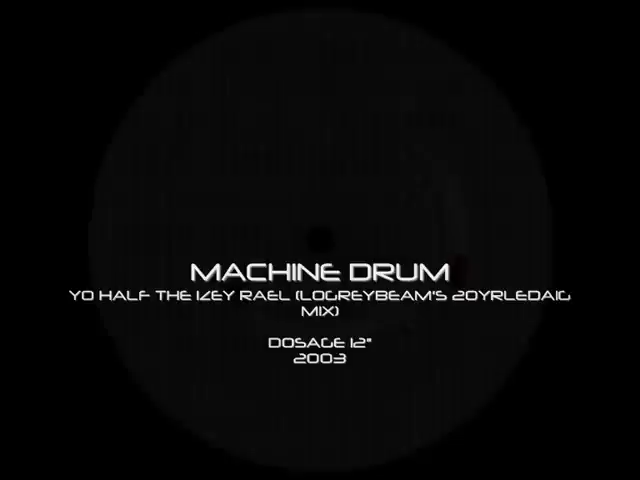 MACHINE DRUM
YO HALF THE IZEY RAEL (LOGREYBEAM'S 20YRLEDAIG
MIX)
DOSAGE 12"
2003